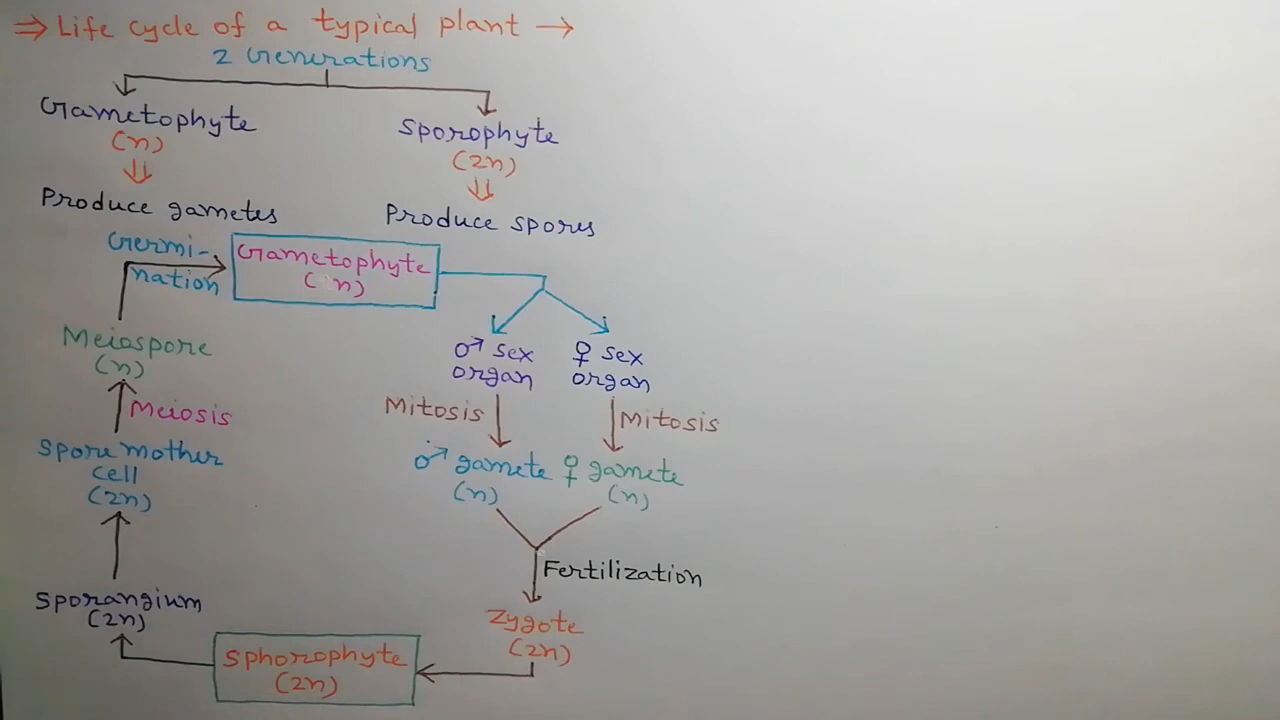 ⇒ Life cycle of a typical plant →
2 Generations
Gametophyte
(n)
Produce gametes
Sporophyte
(2n)
Produce spores
Germi-
nation
Gametophyte
( n)
♂ sex
organ
♀ sex
organ
Mitosis
Mitosis
♂ gamete
(n)
♀ gamete
(n)
Fertilization
Zygote
(2n)
Sphorophyte
(2n)
Sporangium
(2n)
Spore mother
cell
(2n)
Meiosis
Meiospore
(n)